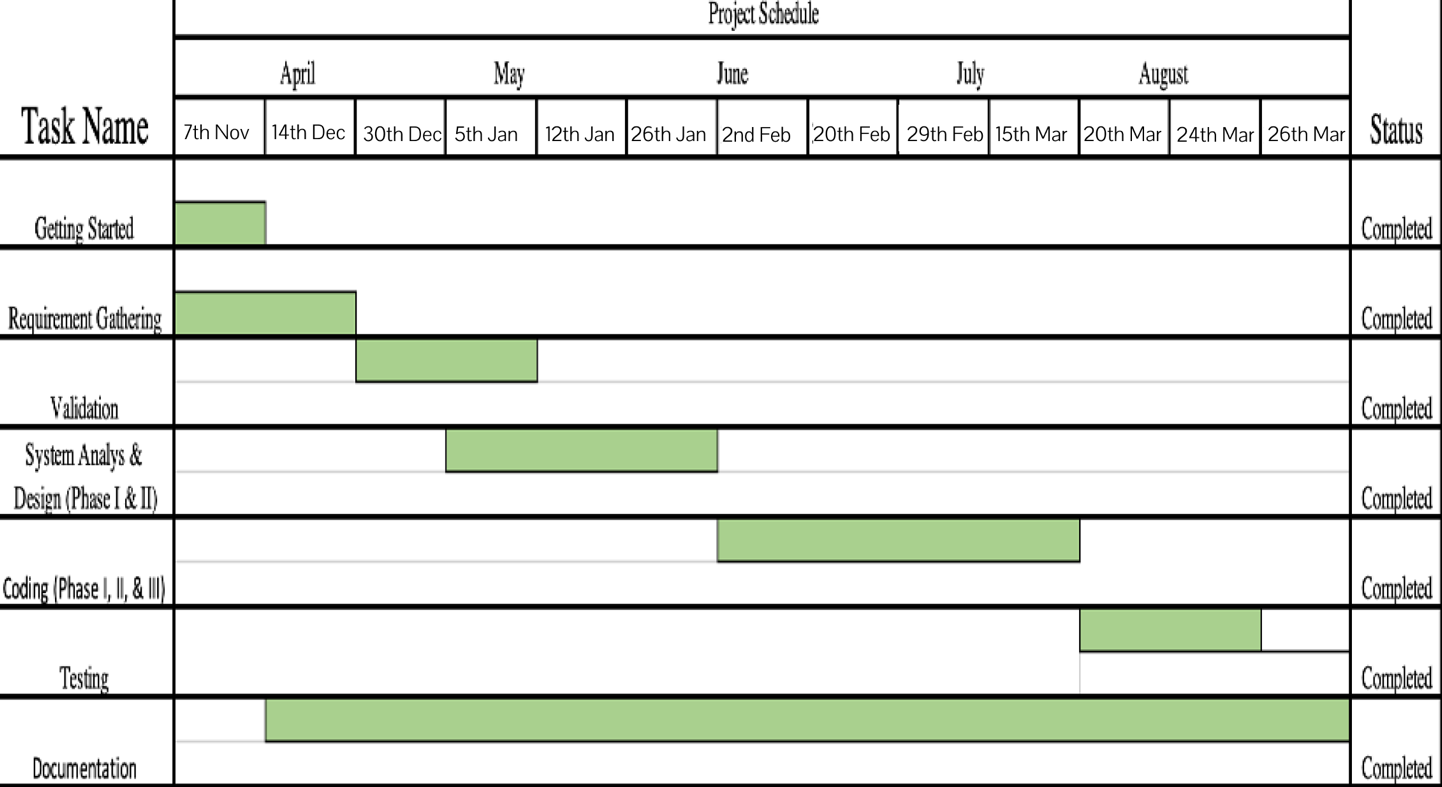 Project Schedule
April May June July August
Task Name 7th Nov 14th Dec 30th Dec 5th Jan 12th Jan 26th Jan 2nd Feb 20th Feb 29th Feb 15th Mar 20th Mar 24th Mar 26th Mar Status
Getting Started Completed
Requirement Gathering Completed
Validation Completed
System Analys &
Design (Phase I & II) Completed
Coding (Phase I, II, & III) Completed
Testing Completed
Documentation Completed